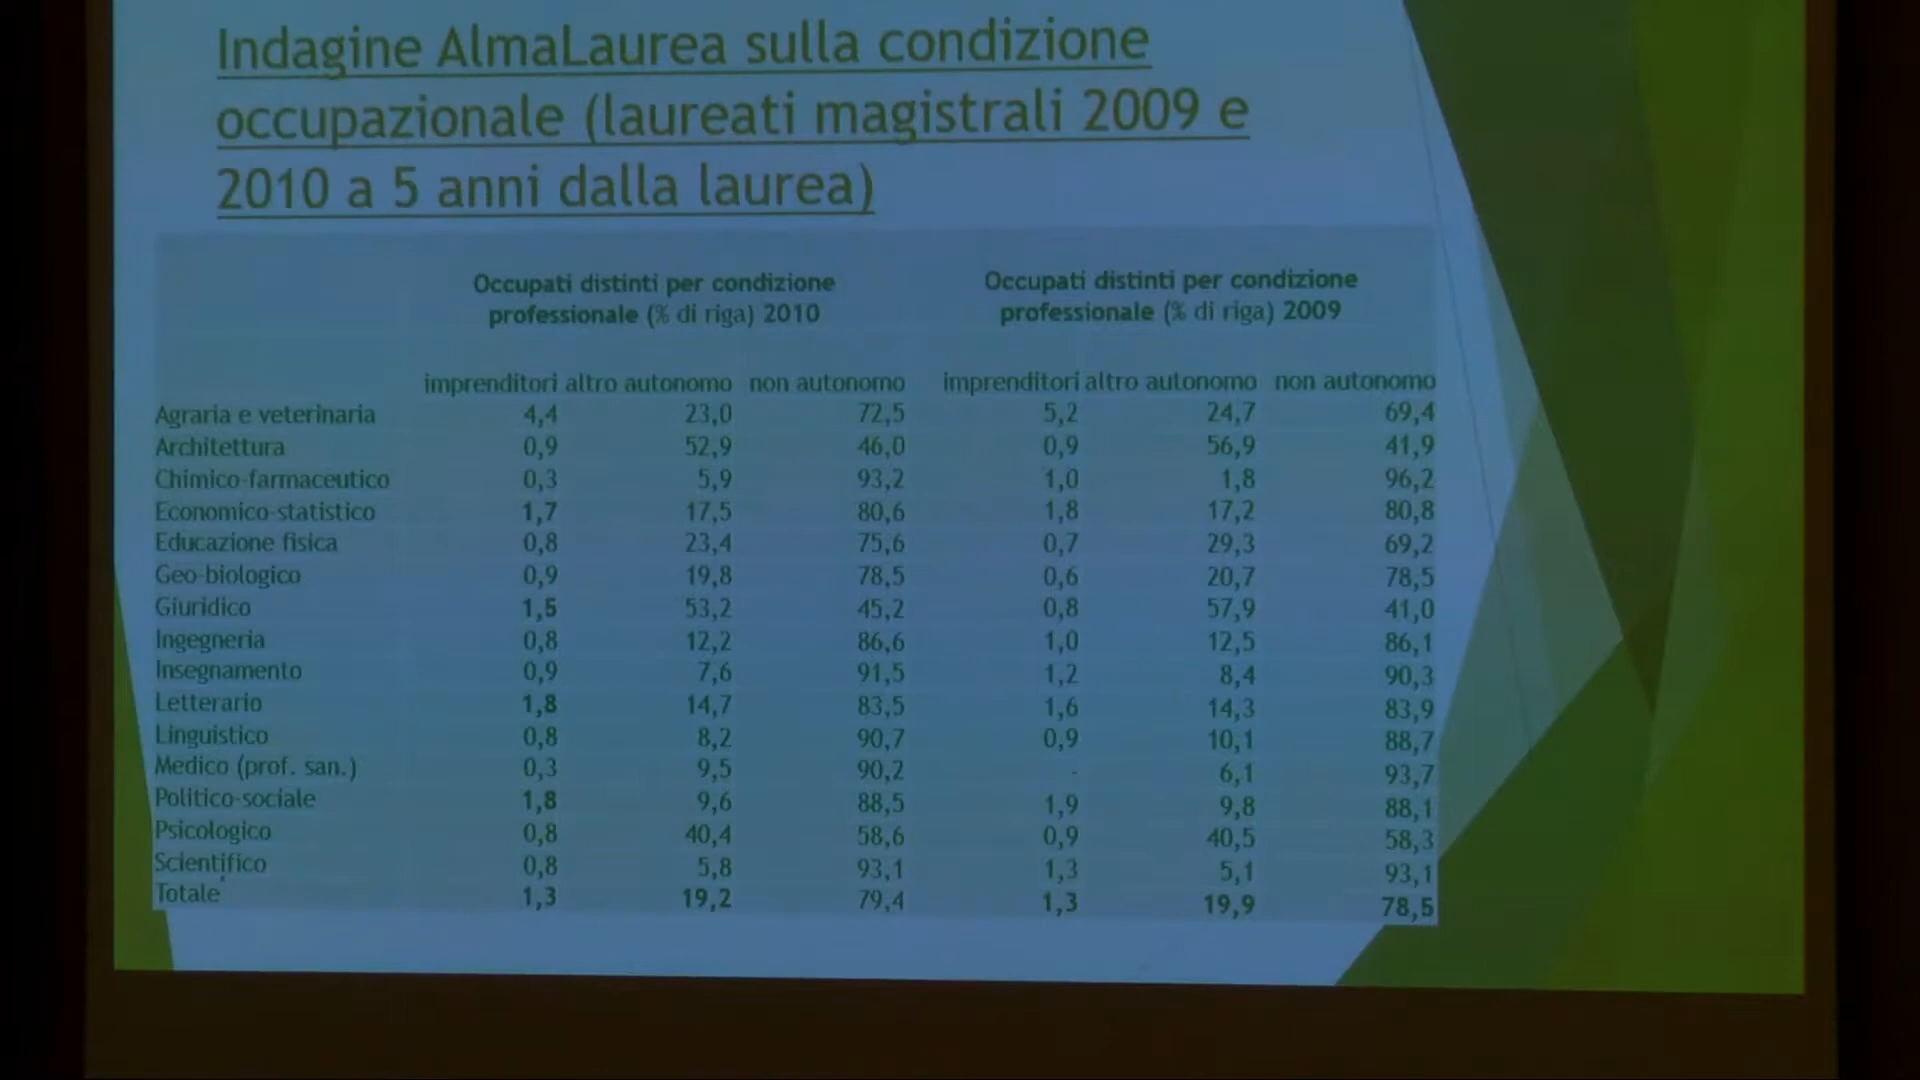 Indagine AlmaLaurea sulla condizione
occupazionale (laureati magistrali 2009 e
2010 a 5 anni dalla laurea)
Occupati distinti per condizione
professionale (% di riga) 2010
Occupati distinti per condizione
professionale (% di riga) 2009
imprenditori altro autonomo non autonomo imprenditori altro autonomo non autonomo
Agraria e veterinaria 4,4 23,0 72,5 5,2 24,7 69,4
Architettura 0,9 52,9 46,0 0,9 56,9 41,9
Chimico-farmaceutico 0,3 5,9 93,2 1,0 1,8 96,2
Economico-statistico 1,7 17,5 80,6 1,8 17,2 80,8
Educazione fisica 0,8 23,4 75,6 0,7 29,3 69,2
Geo-biologico 0,9 19,8 78,5 0,6 20,7 78,5
Giuridico 1,5 53,2 45,2 0,8 57,9 41,0
Ingegneria 0,8 12,2 86,6 1,0 12,5 86,1
Insegnamento 0,9 7,6 91,5 1,2 8,4 90,3
Letterario 1,8 14,7 83,5 1,6 14,3 83,9
Linguistico 0,8 8,2 90,7 0,9 10,1 88,7
Medico (prof. san.) 0,3 9,5 90,2 - 6,1 93,7
Politico-sociale 1,8 9,6 88,5 1,9 9,8 88,1
Psicologico 0,8 40,4 58,6 0,9 40,5 58,3
Scientifico 0,8 5,8 93,1 1,3 5,1 93,1
Totale 1,3 19,2 79,4 1,3 19,9 78,5